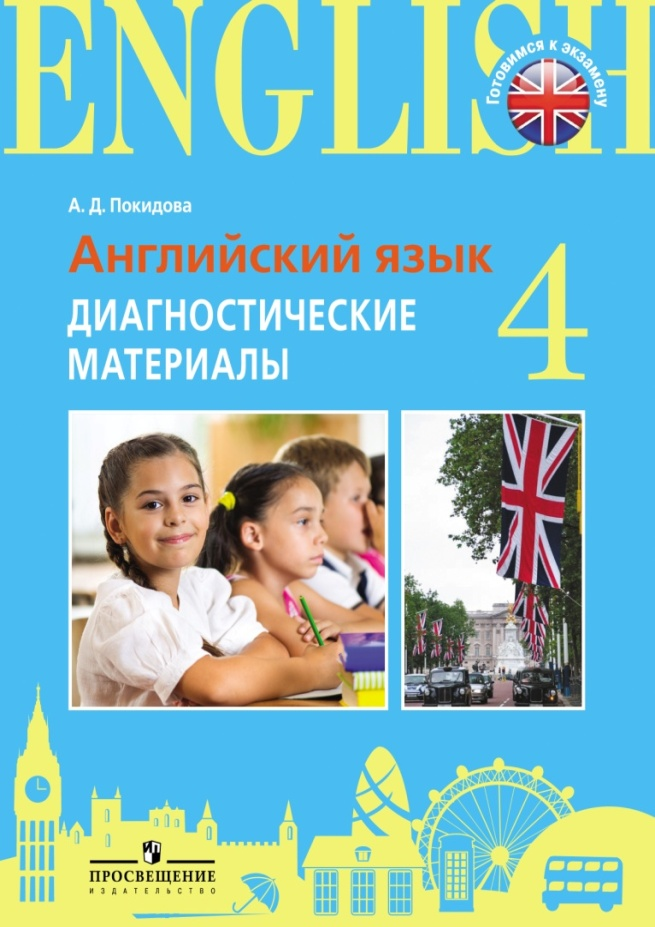 ENGLISH
Готовимся к экзамену
А. Д. Покидова
Английский язык
4
ДИАГНОСТИЧЕСКИЕ
МАТЕРИАЛЫ
ПРОСВЕЩЕНИЕ
ИЗДАТЕЛЬСТВО